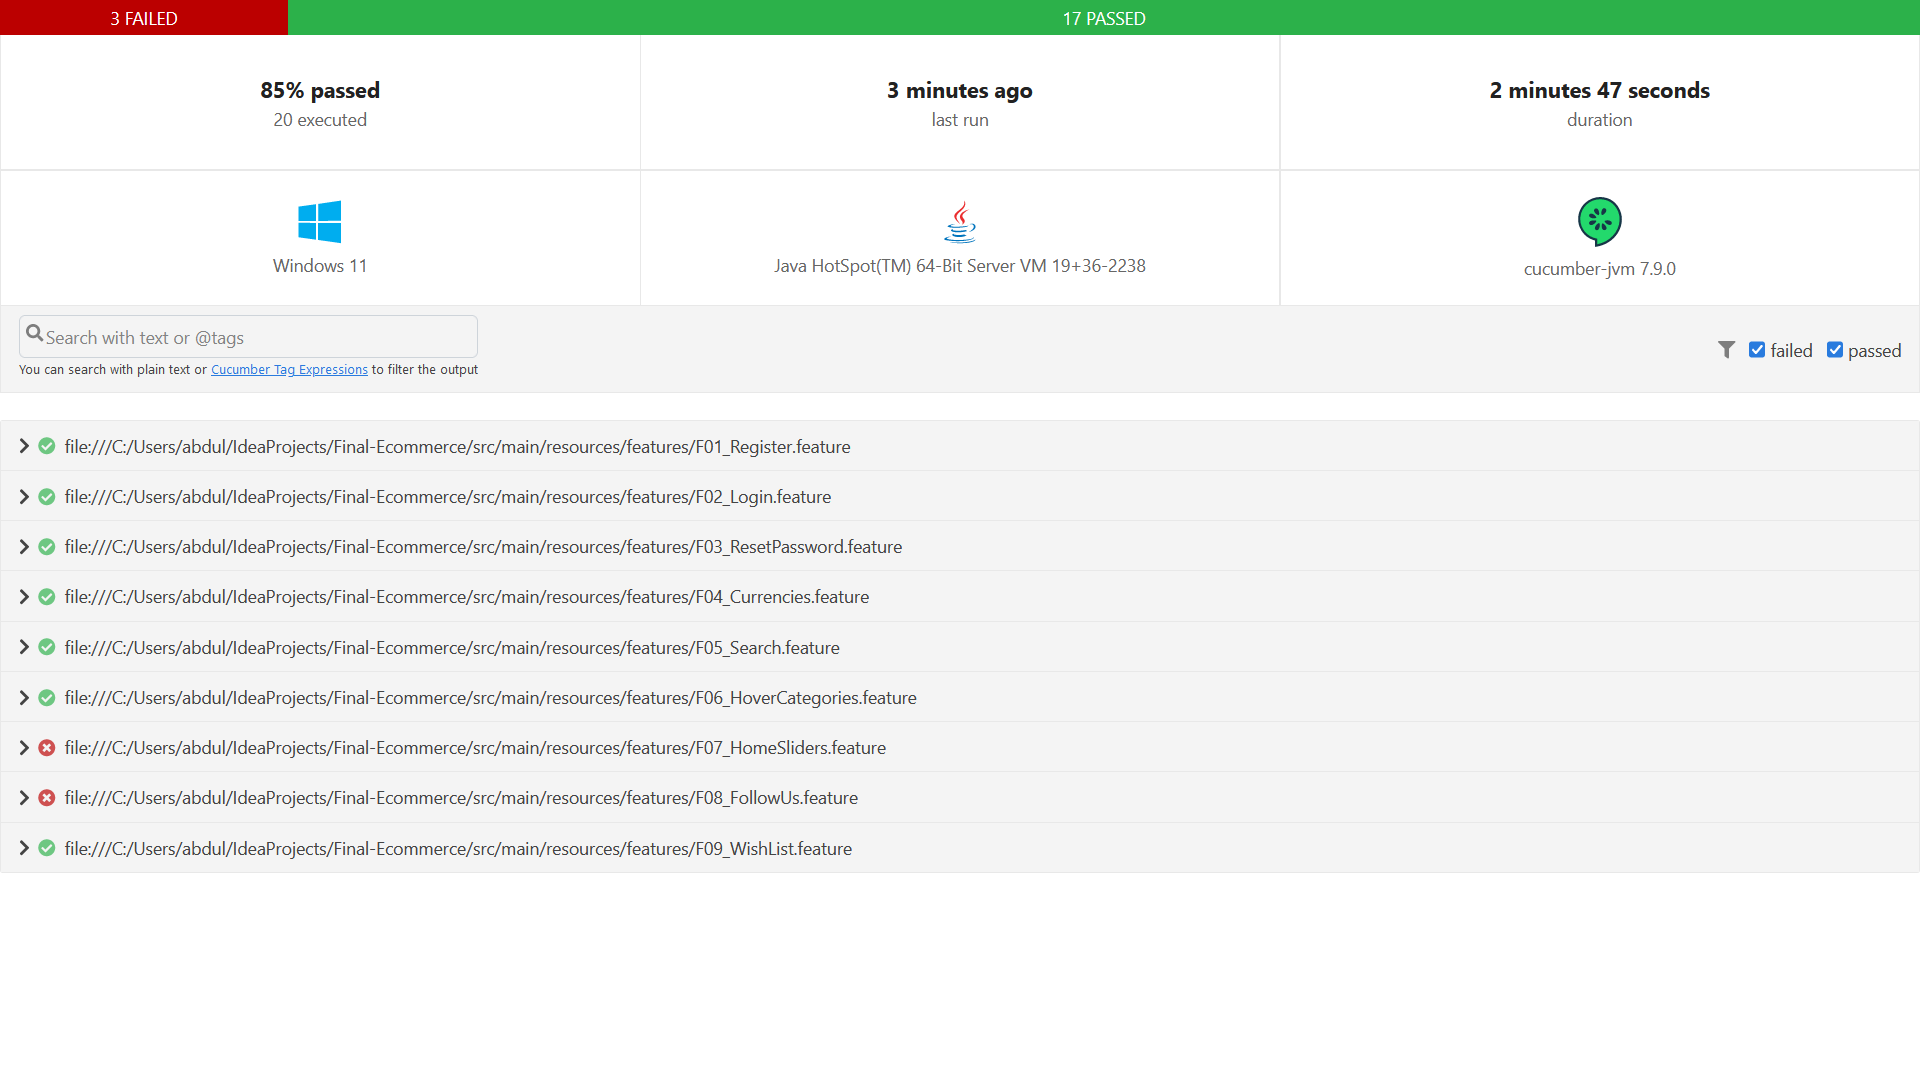 3 FAILED
17 PASSED
85% passed
20 executed
3 minutes ago
last run
2 minutes 47 seconds
duration
Windows 11
Java HotSpot(TM) 64-Bit Server VM 19+36-2238
cucumber-jvm 7.9.0
Search with text or @tags
You can search with plain text or Cucumber Tag Expressions to filter the output
failed
passed
file:///C:/Users/abdul/IdeaProjects/Final-Ecommerce/src/main/resources/features/F01_Register.feature
file:///C:/Users/abdul/IdeaProjects/Final-Ecommerce/src/main/resources/features/F02_Login.feature
file:///C:/Users/abdul/IdeaProjects/Final-Ecommerce/src/main/resources/features/F03_ResetPassword.feature
file:///C:/Users/abdul/IdeaProjects/Final-Ecommerce/src/main/resources/features/F04_Currencies.feature
file:///C:/Users/abdul/IdeaProjects/Final-Ecommerce/src/main/resources/features/F05_Search.feature
file:///C:/Users/abdul/IdeaProjects/Final-Ecommerce/src/main/resources/features/F06_HoverCategories.feature
file:///C:/Users/abdul/IdeaProjects/Final-Ecommerce/src/main/resources/features/F07_HomeSliders.feature
file:///C:/Users/abdul/IdeaProjects/Final-Ecommerce/src/main/resources/features/F08_FollowUs.feature
file:///C:/Users/abdul/IdeaProjects/Final-Ecommerce/src/main/resources/features/F09_WishList.feature